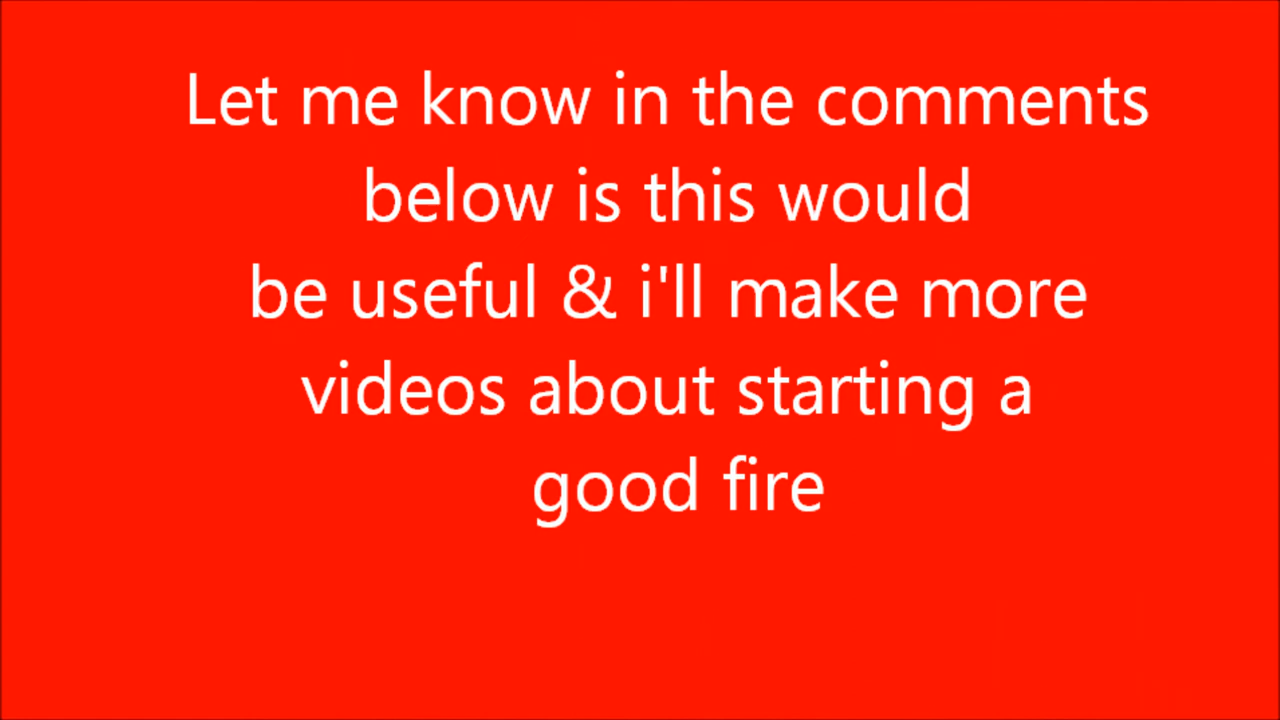 Let me know in the comments
below is this would
be useful & i'll make more
videos about starting a
good fire